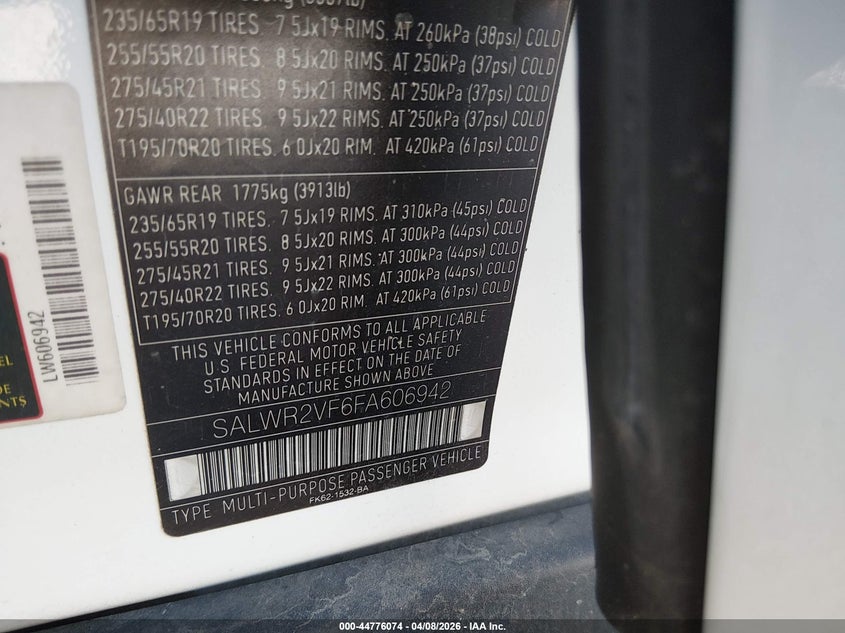 235/65R19 TIRES. 7 5Jx19 RIMS. AT 260kPa (38psi) COLD
255/55R20 TIRES. 8 5Jx20 RIMS. AT 250kPa (37psi) COLD
275/45R21 TIRES. 9 5Jx21 RIMS. AT 250kPa (37psi) COLD
275/40R22 TIRES. 9 5Jx22 RIMS. AT 250kPa (37psi) COLD
T195/70R20 TIRES. 6 0Jx20 RIM. AT 420kPa (61psi) COLD
GAWR REAR 1775kg (3913lb)
235/65R19 TIRES. 7 5Jx19 RIMS. AT 310kPa (45psi) COLD
255/55R20 TIRES. 8 5Jx20 RIMS. AT 300kPa (44psi) COLD
275/45R21 TIRES. 9 5Jx21 RIMS. AT 300kPa (44psi) COLD
275/40R22 TIRES. 9 5Jx22 RIMS. AT 300kPa (44psi) COLD
T195/70R20 TIRES. 6 0Jx20 RIM. AT 420kPa (61psi) COLD
THIS VEHICLE CONFORMS TO ALL APPLICABLE
U.S. FEDERAL MOTOR VEHICLE SAFETY
STANDARDS IN EFFECT ON THE DATE OF
MANUFACTURE SHOWN ABOVE
SALWR2VF6FA606942
TYPE MULTI-PURPOSE PASSENGER VEHICLE
FK62-1532-BA
LW606942
000-44776074 | 04/08/2026 - IAA Inc.